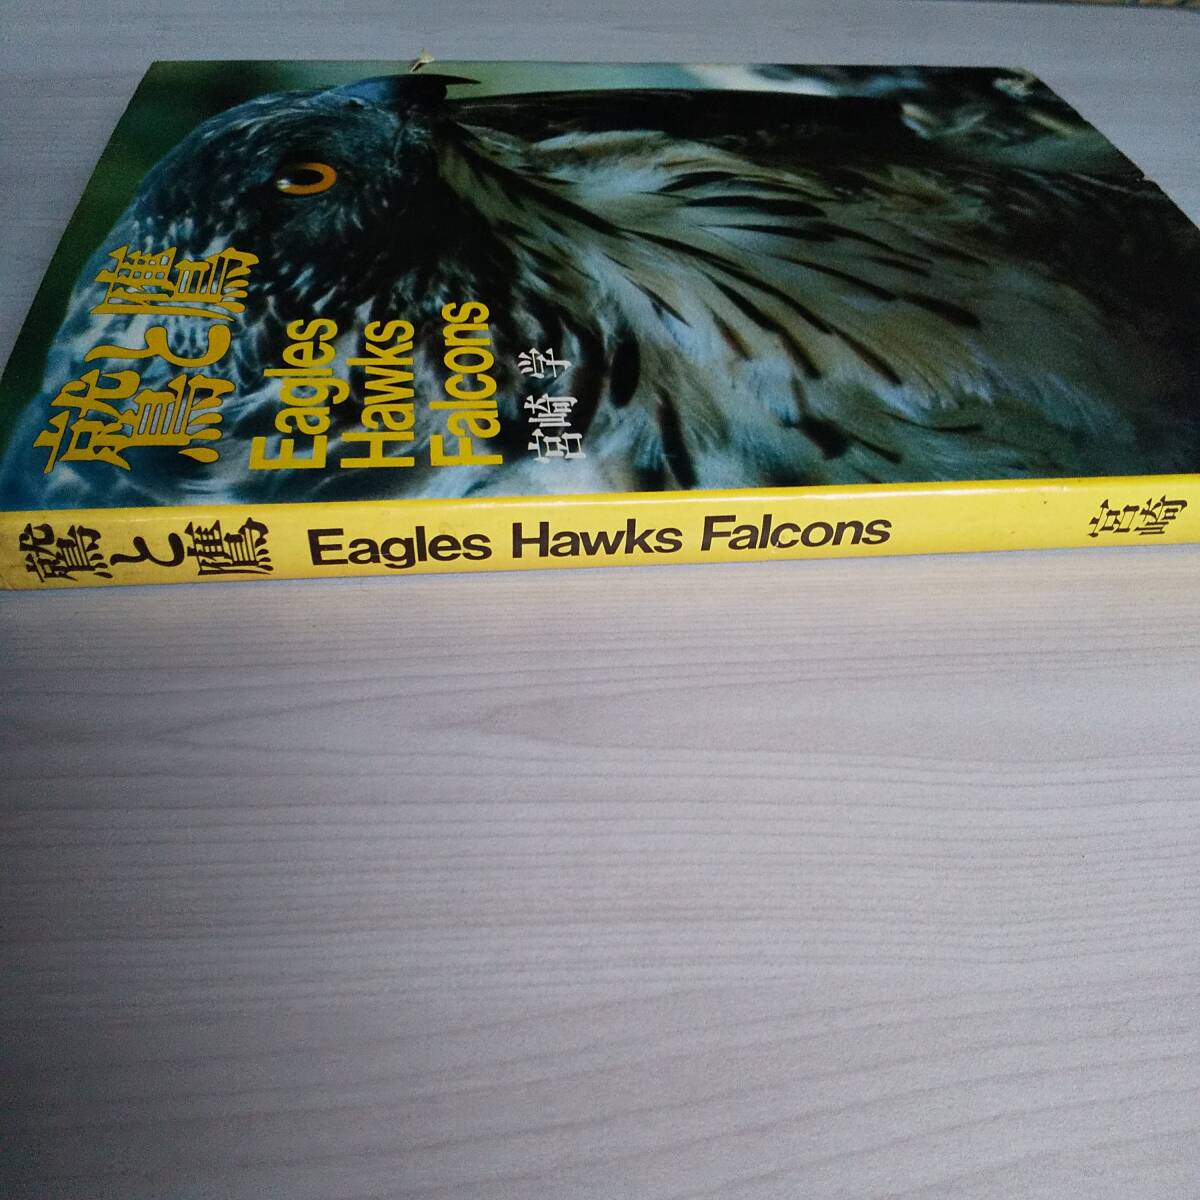 鷲と鷹
Eagles
Hawks
Falcons
宮崎 学
鷲と鷹 Eagles Hawks Falcons 宮崎